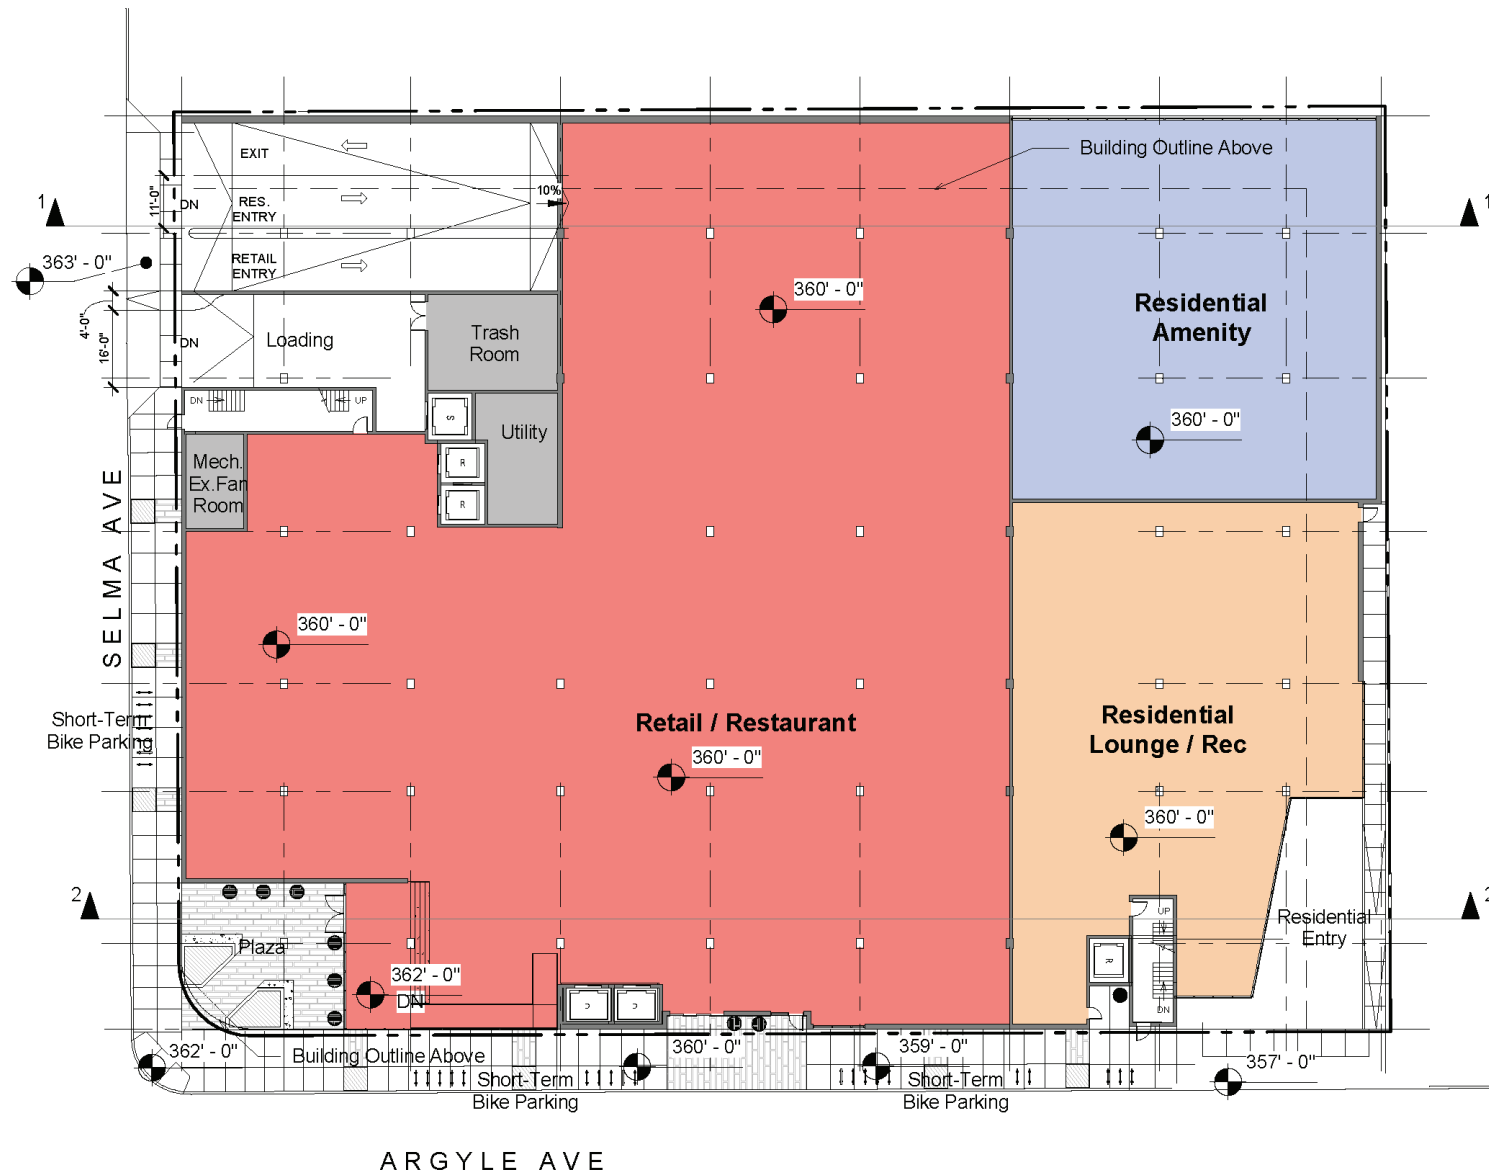 Building Outline Above
EXIT
10%
11'-0"
DN
RES.
ENTRY
1
1
RETAIL
ENTRY
363' - 0"
360' - 0"
Residential
Amenity
4'-0"
16'-0"
DN
Loading
Trash
Room
DN
UP
S
360' - 0"
Utility
Mech.
Ex.Fan
Room
R
R
SELMA AVE
360' - 0"
Short-Term
Bike Parking
Retail / Restaurant
360' - 0"
Residential
Lounge / Rec
360' - 0"
2
2
UP
Residential
Entry
Plaza
R
362' - 0"
DN
DN
362' - 0"
Building Outline Above
360' - 0"
359' - 0"
357' - 0"
Short-Term
Bike Parking
Short-Term
Bike Parking
ARGYLE AVE